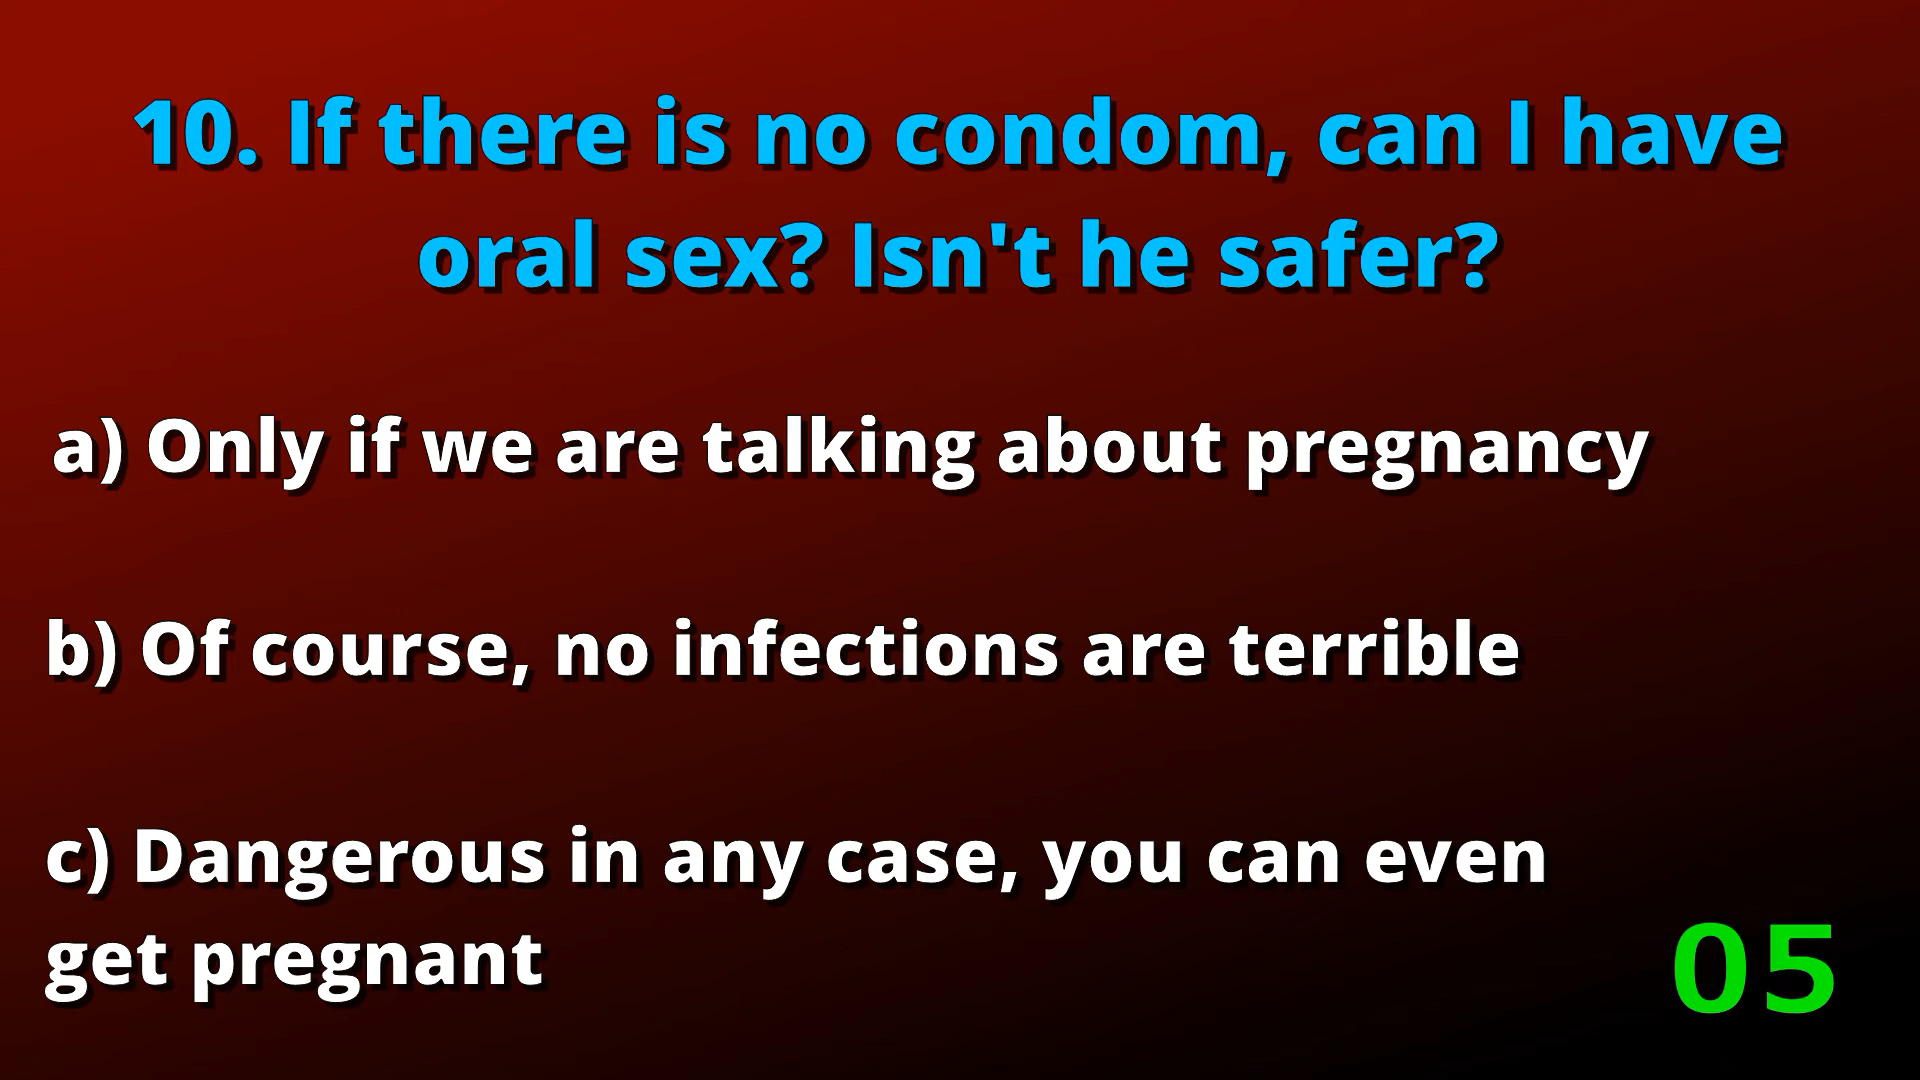 10. If there is no condom, can I have
oral sex? Isn't he safer?
a) Only if we are talking about pregnancy
b) Of course, no infections are terrible
c) Dangerous in any case, you can even
get pregnant
05